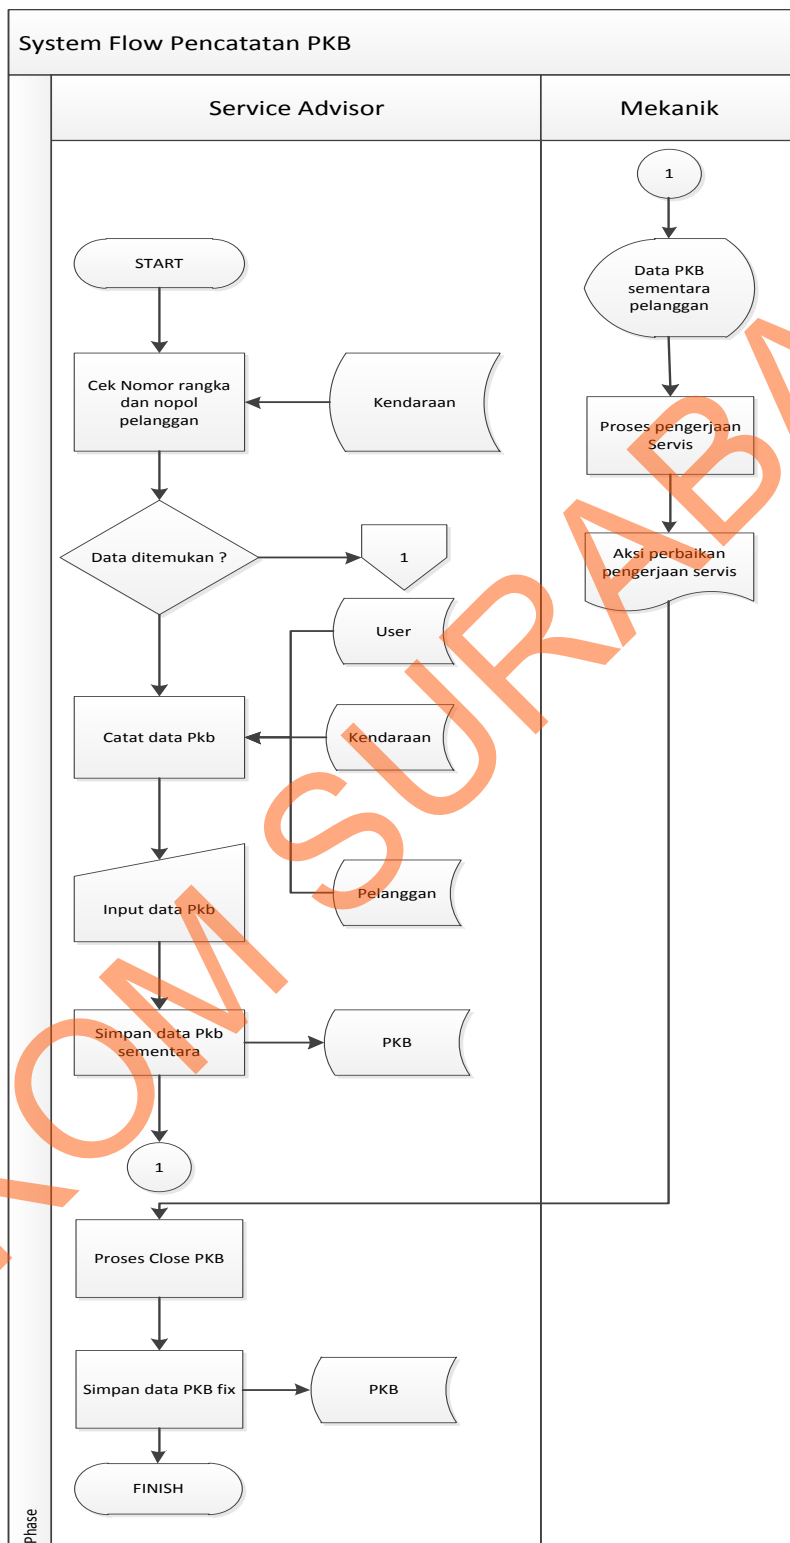 System Flow Pencatatan PKB
Service Advisor
Mekanik
START
Cek Nomor rangka
dan nopol
pelanggan
Kendaraan
Data ditemukan ?
1
User
Catat data Pkb
Kendaraan
Input data Pkb
Pelanggan
Simpan data Pkb
sementara
PKB
1
Proses Close PKB
Simpan data PKB fix
PKB
FINISH
1
Data PKB
sementara
pelanggan
Proses pengerjaan
Servis
Aksi perbaikan
pengerjaan servis
Phase
KOM SURABA